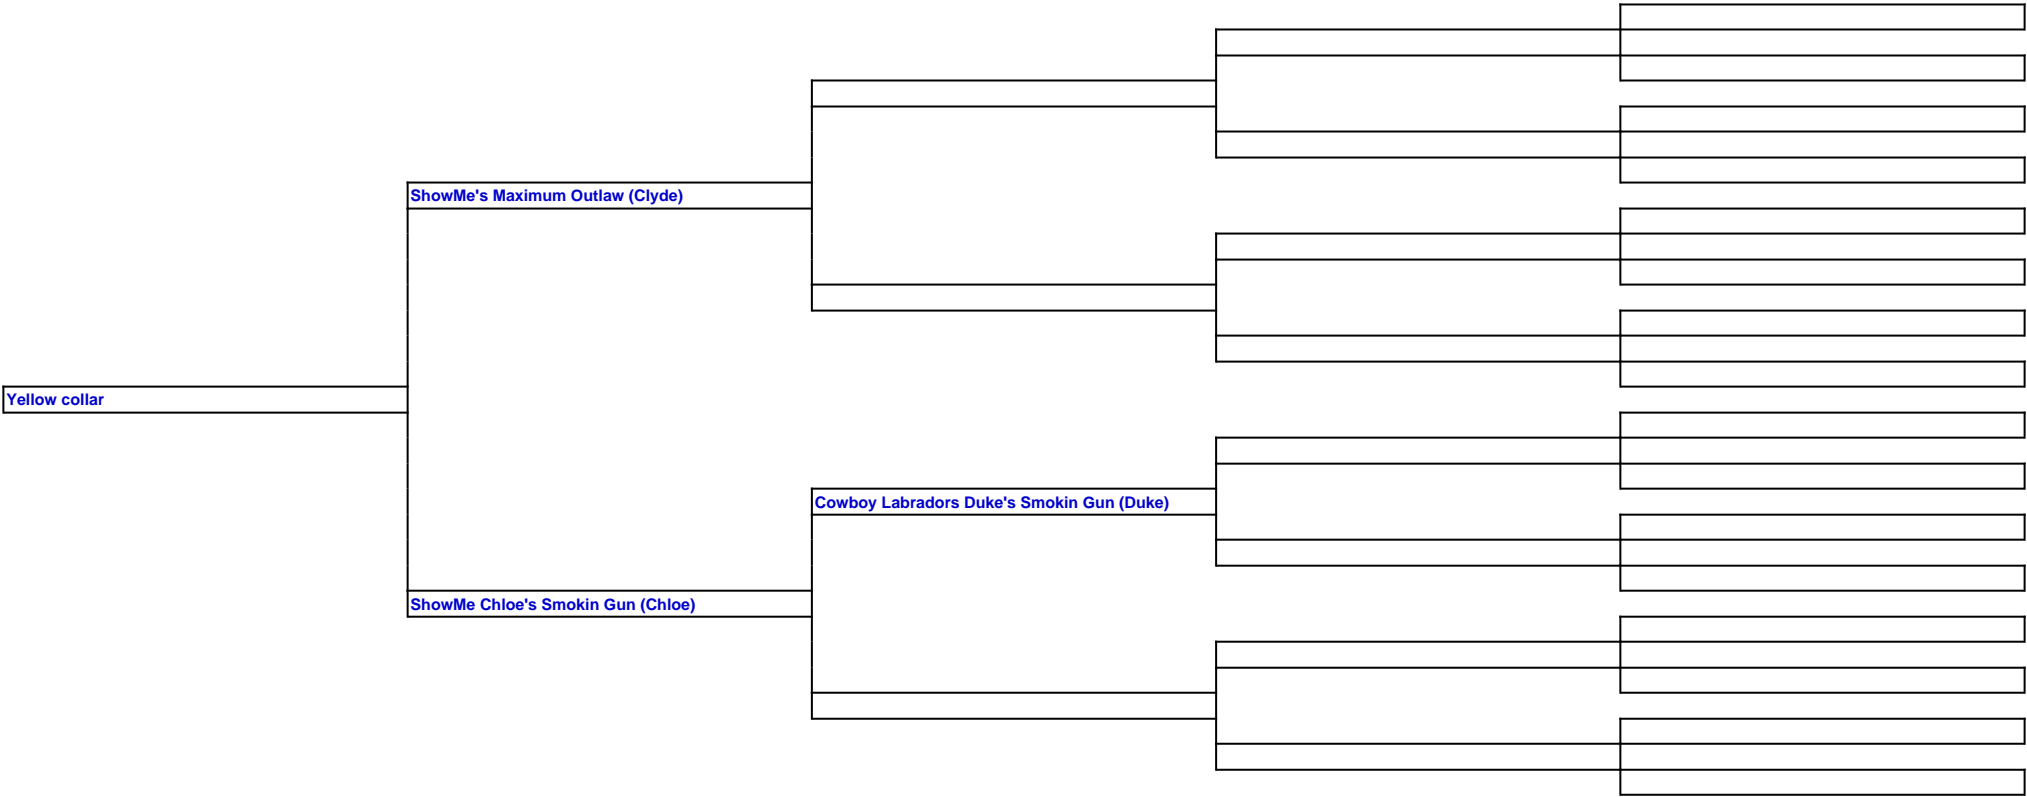 ShowMe's Maximum Outlaw (Clyde)
Yellow collar
Cowboy Labradors Duke's Smokin Gun (Duke)
ShowMe Chloe's Smokin Gun (Chloe)